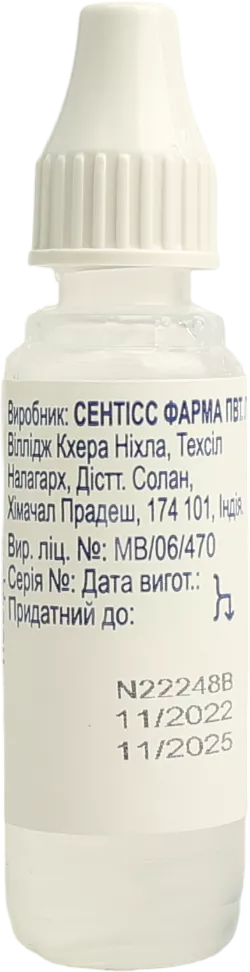 Виробник: СЕНТІСС ФАРМА ПВТ.
Віллідж Кхера Ніхла, Техсіл
Налагарх, Дістт. Солан,
Хімачал Прадеш, 174 101, Індія.
Вир. ліц. №: MB/06/470
Серія №: Дата вигот.:
Придатний до:
N22248B
11/2022
11/2025